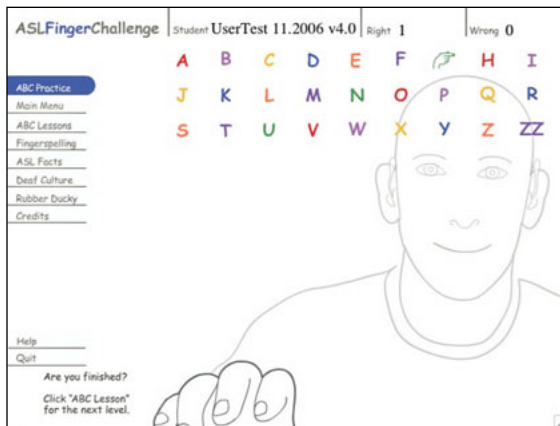 ASLFingerChallenge Student UserTest 11.2006 v4.0 Right 1 Wrong 0
A B C D E F H I
J K L M N O P Q R
S T U V W X Y Z ZZ
ABC Practice
Main Menu
ABC Lessons
Fingerspelling
ASL Facts
Deaf Culture
Rubber Ducky
Credits
Help
Quit
Are you finished?
Click "ABC Lesson"
for the next level.